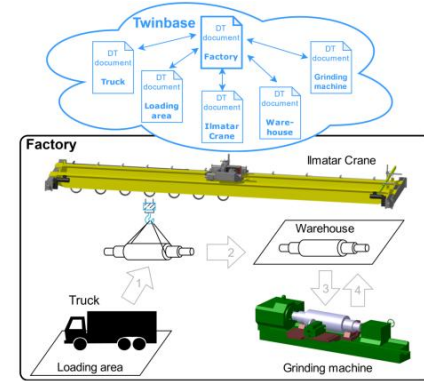 Twinbase
DT
document
Truck
DT
document
Loading
area
DT
document
Factory
DT
document
Ilmatar
Crane
DT
document
Ware-
house
DT
document
Grinding
machine
Factory
Ilmatar Crane
Warehouse
1
2
3
4
Truck
Loading area
Grinding machine